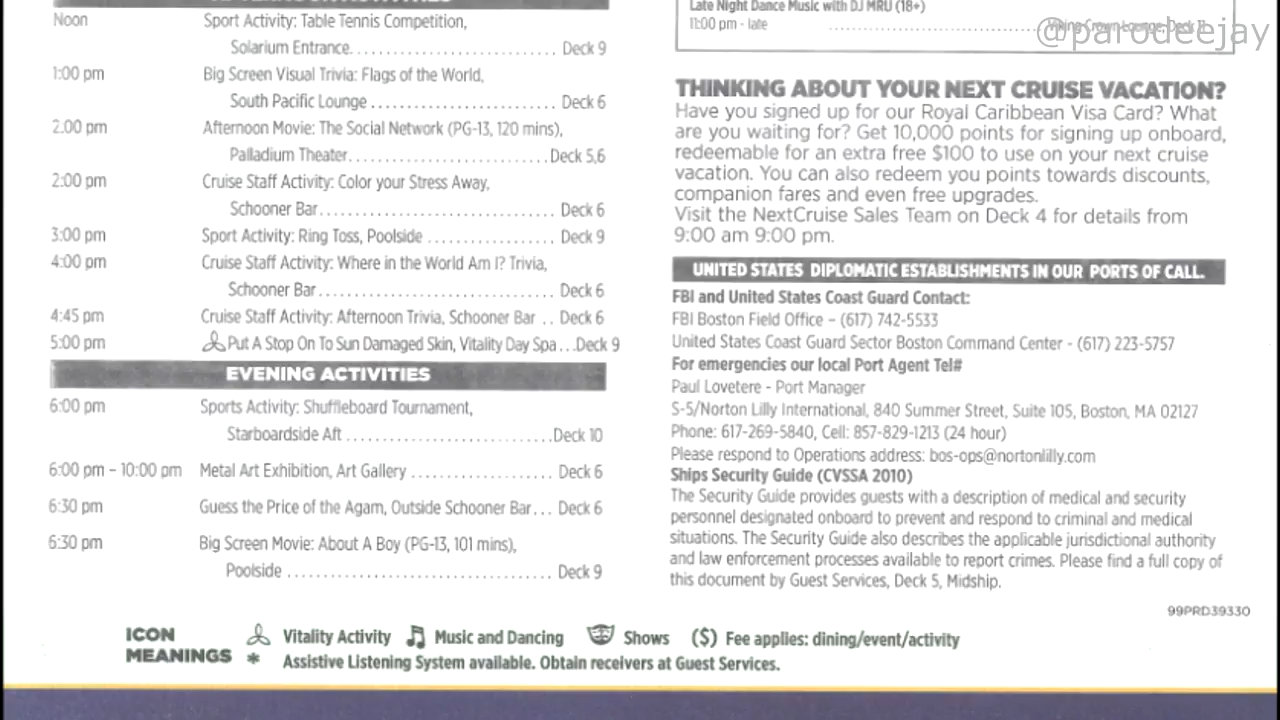 Noon Sport Activity: Table Tennis Competition,
Solarium Entrance. Deck 9
1:00 pm Big Screen Visual Trivia: Flags of the World,
South Pacific Lounge Deck 6
2.00 pm Afternoon Movie: The Social Network (PG-13, 120 mins),
Palladium Theater. Deck 5,6
2:00 pm Cruise Staff Activity: Color your Stress Away,
Schooner Bar Deck 6
3:00 pm Sport Activity: Ring Toss, Poolside Deck 9
4:00 pm Cruise Staff Activity: Where in the World Am I? Trivia,
Schooner Bar Deck 6
4:45 pm Cruise Staff Activity: Afternoon Trivia, Schooner Bar .. Deck 6
5:00 pm Put A Stop On To Sun Damaged Skin, Vitality Day Spa...Deck 9
EVENING ACTIVITIES
6:00 pm Sports Activity: Shuffleboard Tournament,
Starboardside Aft Deck 10
6:00 pm – 10:00 pm Metal Art Exhibition, Art Gallery Deck 6
6:30 pm Guess the Price of the Agam, Outside Schooner Bar... Deck 6
6:30 pm Big Screen Movie: About A Boy (PG-13, 101 mins),
Poolside Deck 9
Late Night Dance Music with DJ MRU (18+)
11:00 pm - late Viking Crown Lounge, Deck
@parodeejay
THINKING ABOUT YOUR NEXT CRUISE VACATION?
Have you signed up for our Royal Caribbean Visa Card? What
are you waiting for? Get 10,000 points for signing up onboard,
redeemable for an extra free $100 to use on your next cruise
vacation. You can also redeem you points towards discounts,
companion fares and even free upgrades.
Visit the NextCruise Sales Team on Deck 4 for details from
9:00 am 9:00 pm.
UNITED STATES DIPLOMATIC ESTABLISHMENTS IN OUR PORTS OF CALL.
FBI and United States Coast Guard Contact:
FBI Boston Field Office – (617) 742-5533
United States Coast Guard Sector Boston Command Center - (617) 223-5757
For emergencies our local Port Agent Tel#
Paul Lovetere - Port Manager
S-5/Norton Lilly International, 840 Summer Street, Suite 105, Boston, MA 02127
Phone: 617-269-5840, Cell: 857-829-1213 (24 hour)
Please respond to Operations address: bos-ops@nortonlilly.com
Ships Security Guide (CVSSA 2010)
The Security Guide provides guests with a description of medical and security
personnel designated onboard to prevent and respond to criminal and medical
situations. The Security Guide also describes the applicable jurisdictional authority
and law enforcement processes available to report crimes. Please find a full copy of
this document by Guest Services, Deck 5, Midship.
99PRD39330
ICON MEANINGS
Vitality Activity Music and Dancing Shows ($) Fee applies: dining/event/activity
* Assistive Listening System available. Obtain receivers at Guest Services.